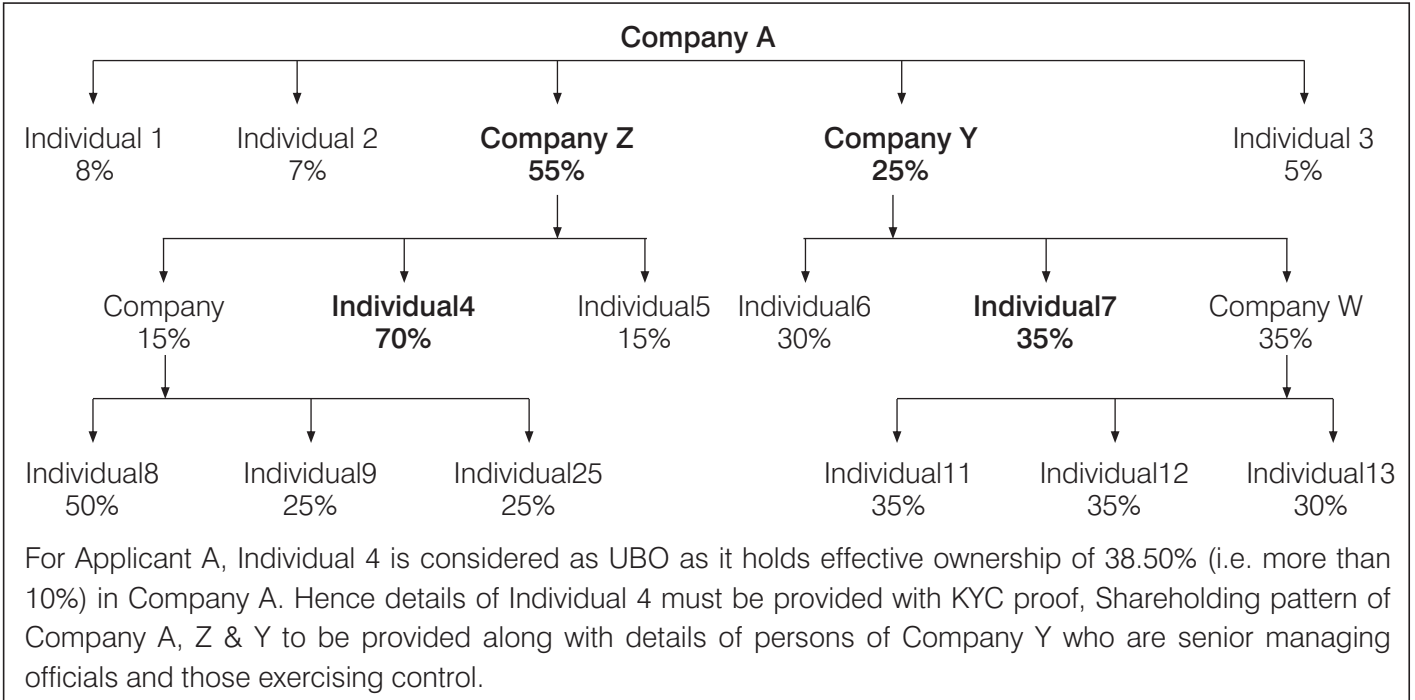 Company A
Individual 1 Individual 2 Company Z Company Y Individual 3
8% 7% 55% 25% 5%
Company Individual4 Individual5 Individual6 Individual7 Company W
15% 70% 15% 30% 35% 35%
Individual8 Individual9 Individual25 Individual11 Individual12 Individual13
50% 25% 25% 35% 35% 30%
For Applicant A, Individual 4 is considered as UBO as it holds effective ownership of 38.50% (i.e. more than
10%) in Company A. Hence details of Individual 4 must be provided with KYC proof, Shareholding pattern of
Company A, Z & Y to be provided along with details of persons of Company Y who are senior managing
officials and those exercising control.